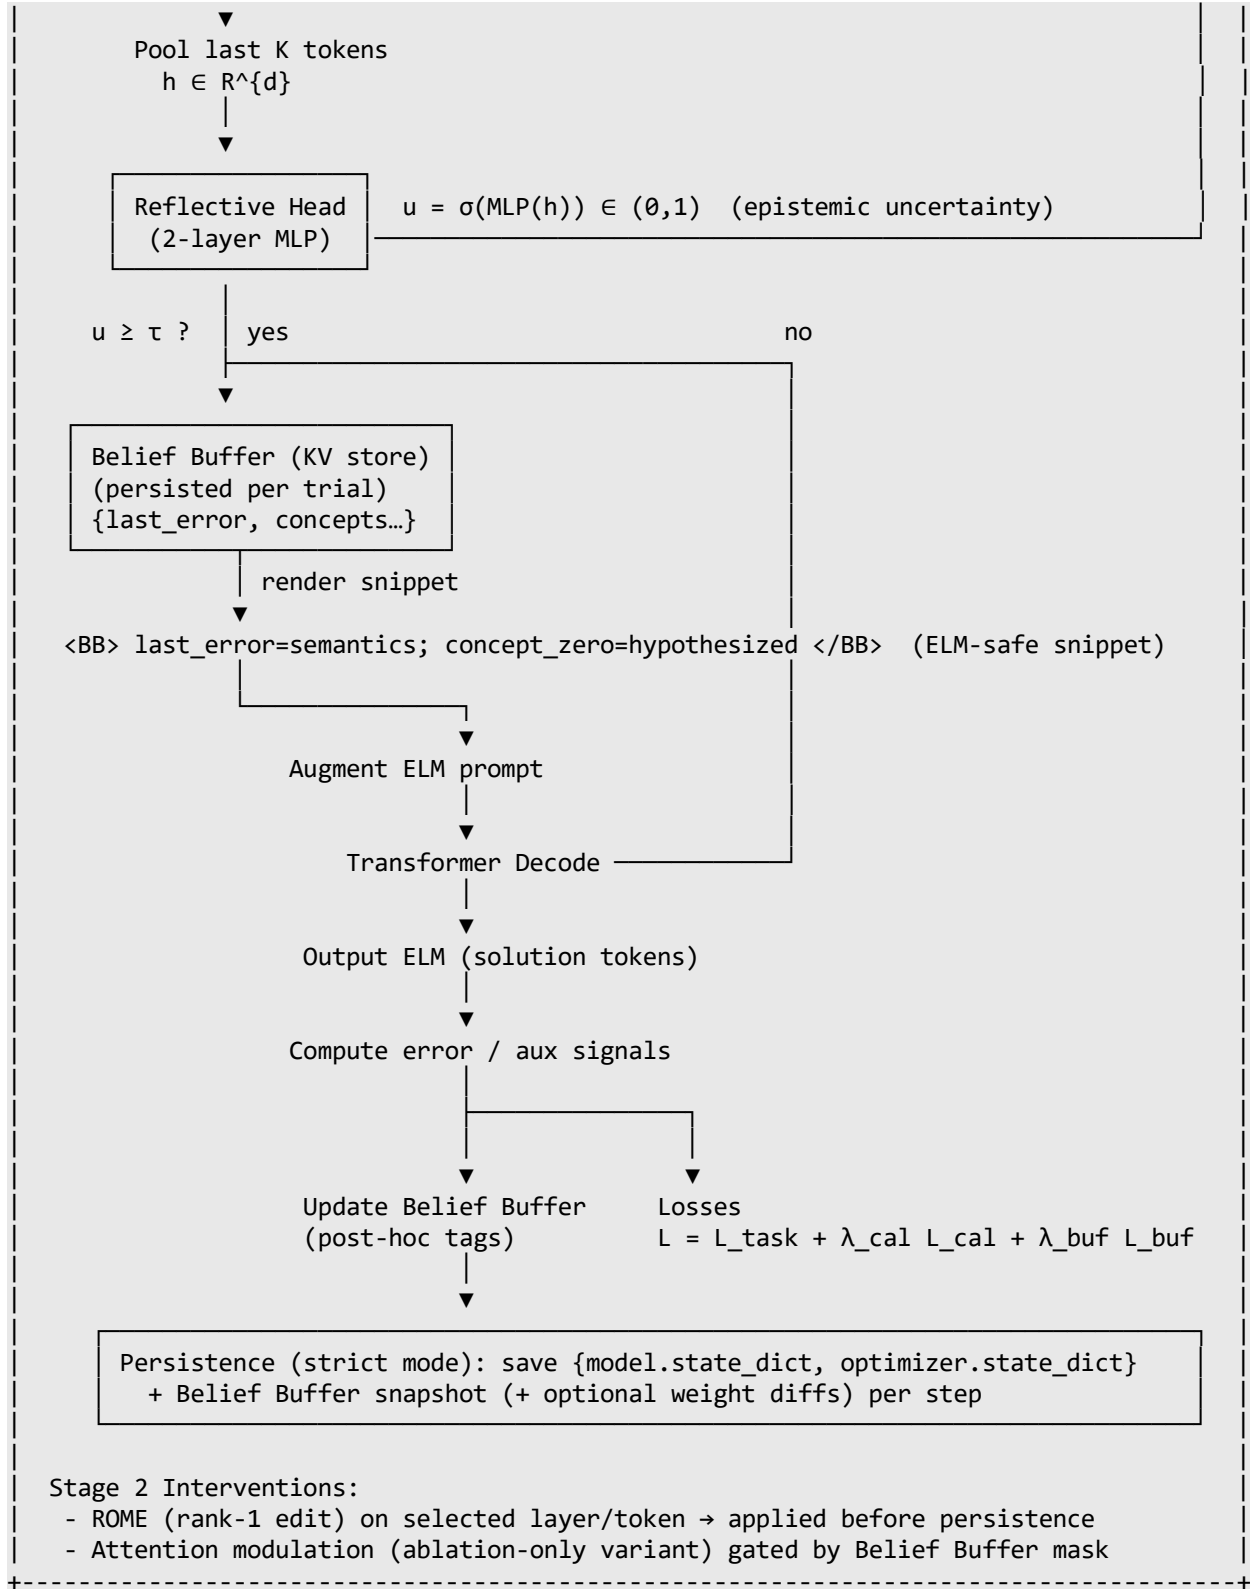 Pool last K tokens
h ∈ R^{d}
Reflective Head u = σ(MLP(h)) ∈ (0,1) (epistemic uncertainty)
(2-layer MLP)
u ≥ τ ? yes no
Belief Buffer (KV store)
(persisted per trial)
{last_error, concepts…}
render snippet
<BB> last_error=semantics; concept_zero=hypothesized </BB> (ELM-safe snippet)
Augment ELM prompt
Transformer Decode
Output ELM (solution tokens)
Compute error / aux signals
Update Belief Buffer Losses
(post-hoc tags) L = L_task + λ_cal L_cal + λ_buf L_buf
Persistence (strict mode): save {model.state_dict, optimizer.state_dict}
+ Belief Buffer snapshot (+ optional weight diffs) per step
Stage 2 Interventions:
- ROME (rank-1 edit) on selected layer/token → applied before persistence
- Attention modulation (ablation-only variant) gated by Belief Buffer mask